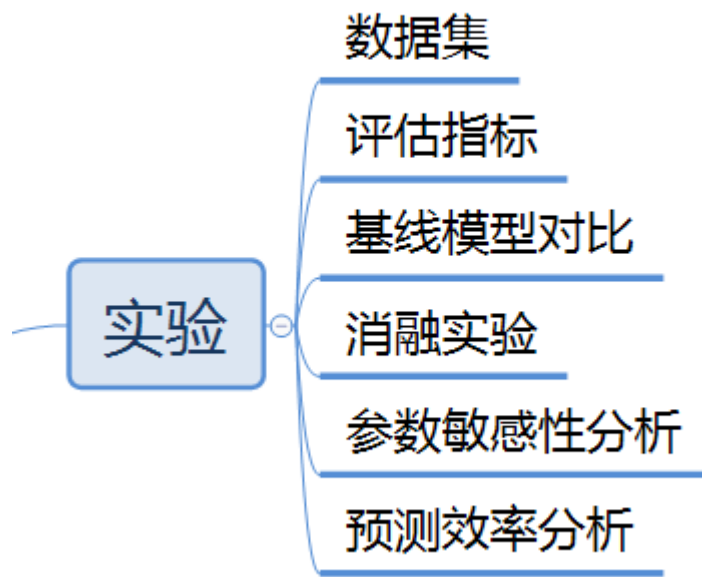 数据集
评估指标
基线模型对比
实验
消融实验
参数敏感性分析
预测效率分析